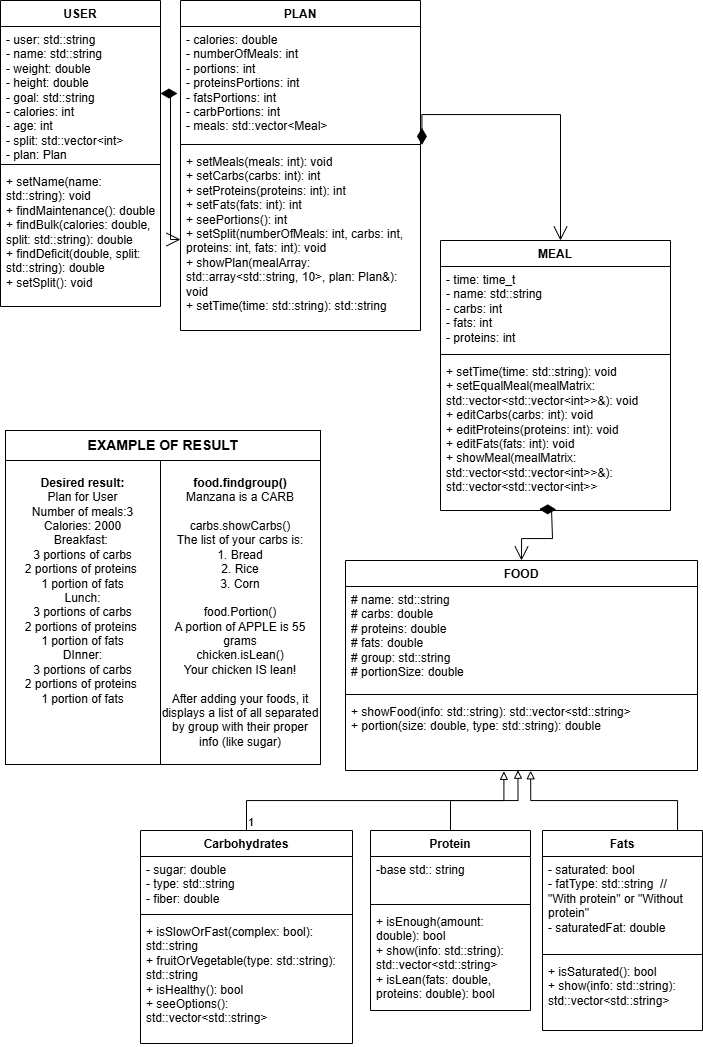 USER
- user: std::string
- name: std::string
- weight: double
- height: double
- goal: std::string
- calories: int
- age: int
- split: std::vector<int>
- plan: Plan
+ setName(name:
std::string): void
+ findMaintenance(): double
+ findBulk(calories: double,
split: std::string): double
+ findDeficit(double, split:
std::string): double
+ setSplit(): void
PLAN
- calories: double
- numberOfMeals: int
- portions: int
- proteinsPortions: int
- fatsPortions: int
- carbPortions: int
- meals: std::vector<Meal>
+ setMeals(meals: int): void
+ setCarbs(carbs: int): int
+ setProteins(proteins: int): int
+ setFats(fats: int): int
+ seePortions(): int
+ setSplit(numberOfMeals: int, carbs: int,
proteins: int, fats: int): void
+ showPlan(mealArray:
std::array<std::string, 10>, plan: Plan&):
void
+ setTime(time: std::string): std::string
MEAL
- time: time_t
- name: std::string
- carbs: int
- fats: int
- proteins: int
+ setTime(time: std::string): void
+ setEqualMeal(mealMatrix:
std::vector<std::vector<int>>&): void
+ editCarbs(carbs: int): void
+ editProteins(proteins: int): void
+ editFats(fats: int): void
+ showMeal(mealMatrix:
std::vector<std::vector<int>>&):
std::vector<std::vector<int>>
EXAMPLE OF RESULT
Desired result:
Plan for User
Number of meals:3
Calories: 2000
Breakfast:
3 portions of carbs
2 portions of proteins
1 portion of fats
Lunch:
3 portions of carbs
2 portions of proteins
1 portion of fats
DInner:
3 portions of carbs
2 portions of proteins
1 portion of fats
food.findgroup()
Manzana is a CARB
carbs.showCarbs()
The list of your carbs is:
1. Bread
2. Rice
3. Corn
food.Portion()
A portion of APPLE is 55
grams
chicken.isLean()
Your chicken IS lean!
After adding your foods, it
displays a list of all separated
by group with their proper
info (like sugar)
FOOD
# name: std::string
# carbs: double
# proteins: double
# fats: double
# group: std::string
# portionSize: double
+ showFood(info: std::string): std::vector<std::string>
+ portion(size: double, type: std::string): double
1
Carbohydrates
- sugar: double
- type: std::string
- fiber: double
+ isSlowOrFast(complex: bool):
std::string
+ fruitOrVegetable(type: std::string):
std::string
+ isHealthy(): bool
+ seeOptions():
std::vector<std::string>
Protein
-base std:: string
+ isEnough(amount:
double): bool
+ show(info: std::string):
std::vector<std::string>
+ isLean(fats: double,
proteins: double): bool
Fats
- saturated: bool
- fatType: std::string  //
"With protein" or "Without
protein"
- saturatedFat: double
+ isSaturated(): bool
+ show(info: std::string):
std::vector<std::string>